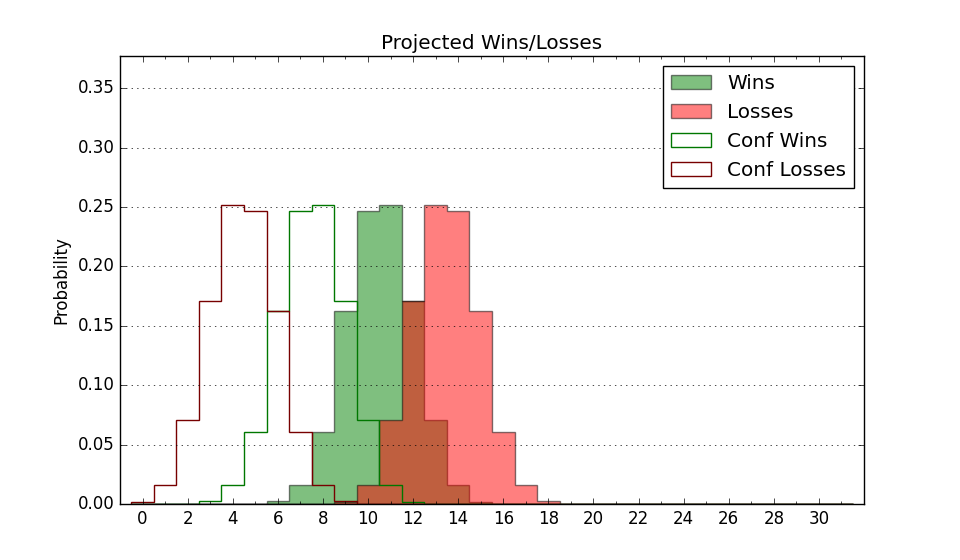 Projected Wins/Losses
Wins
Losses
Conf Wins
Conf Losses
Probability
0.35
0.30
0.25
0.20
0.15
0.10
0.05
0.00
0 2 4 6 8 10 12 14 16 18 20 22 24 26 28 30